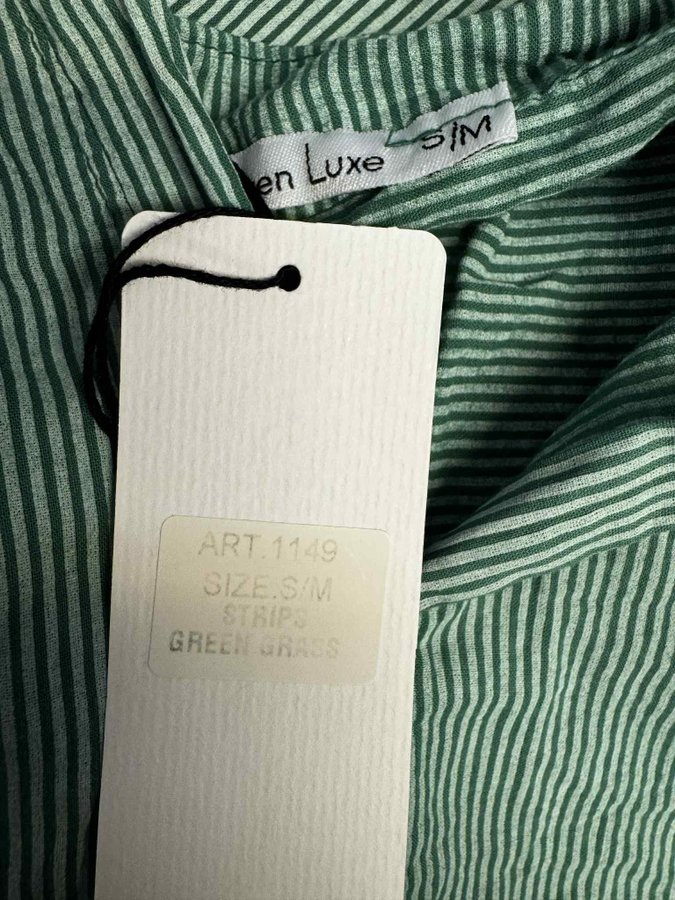 en Luxe S/M
ART.1149
SIZE.S/M
STRIPS
GREEN GRASS